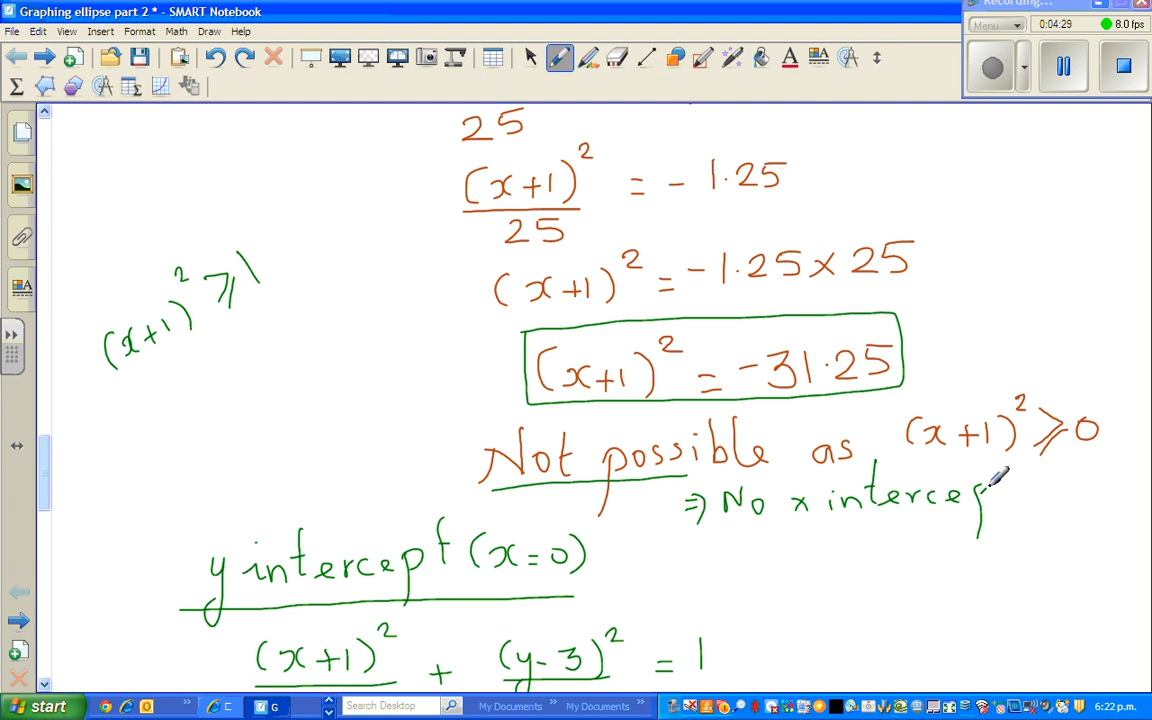 Graphing ellipse part 2 * - SMART Notebook
Recording...
File Edit View Insert Format Math Draw Help
Menu
0:04:29
8.0 fps
25
(x+1)² = - 1.25
25
(x+1)² = -1.25 × 25
(x+1)² ⩾
(x+1)² = -31.25
Not possible as (x+1)² ⩾ 0
⇒ No x intercep
y intercept (x=0)
(x+1)² + (y-3)² = 1
start
C
G
Search Desktop
My Documents
My Documents
6:22 p.m.